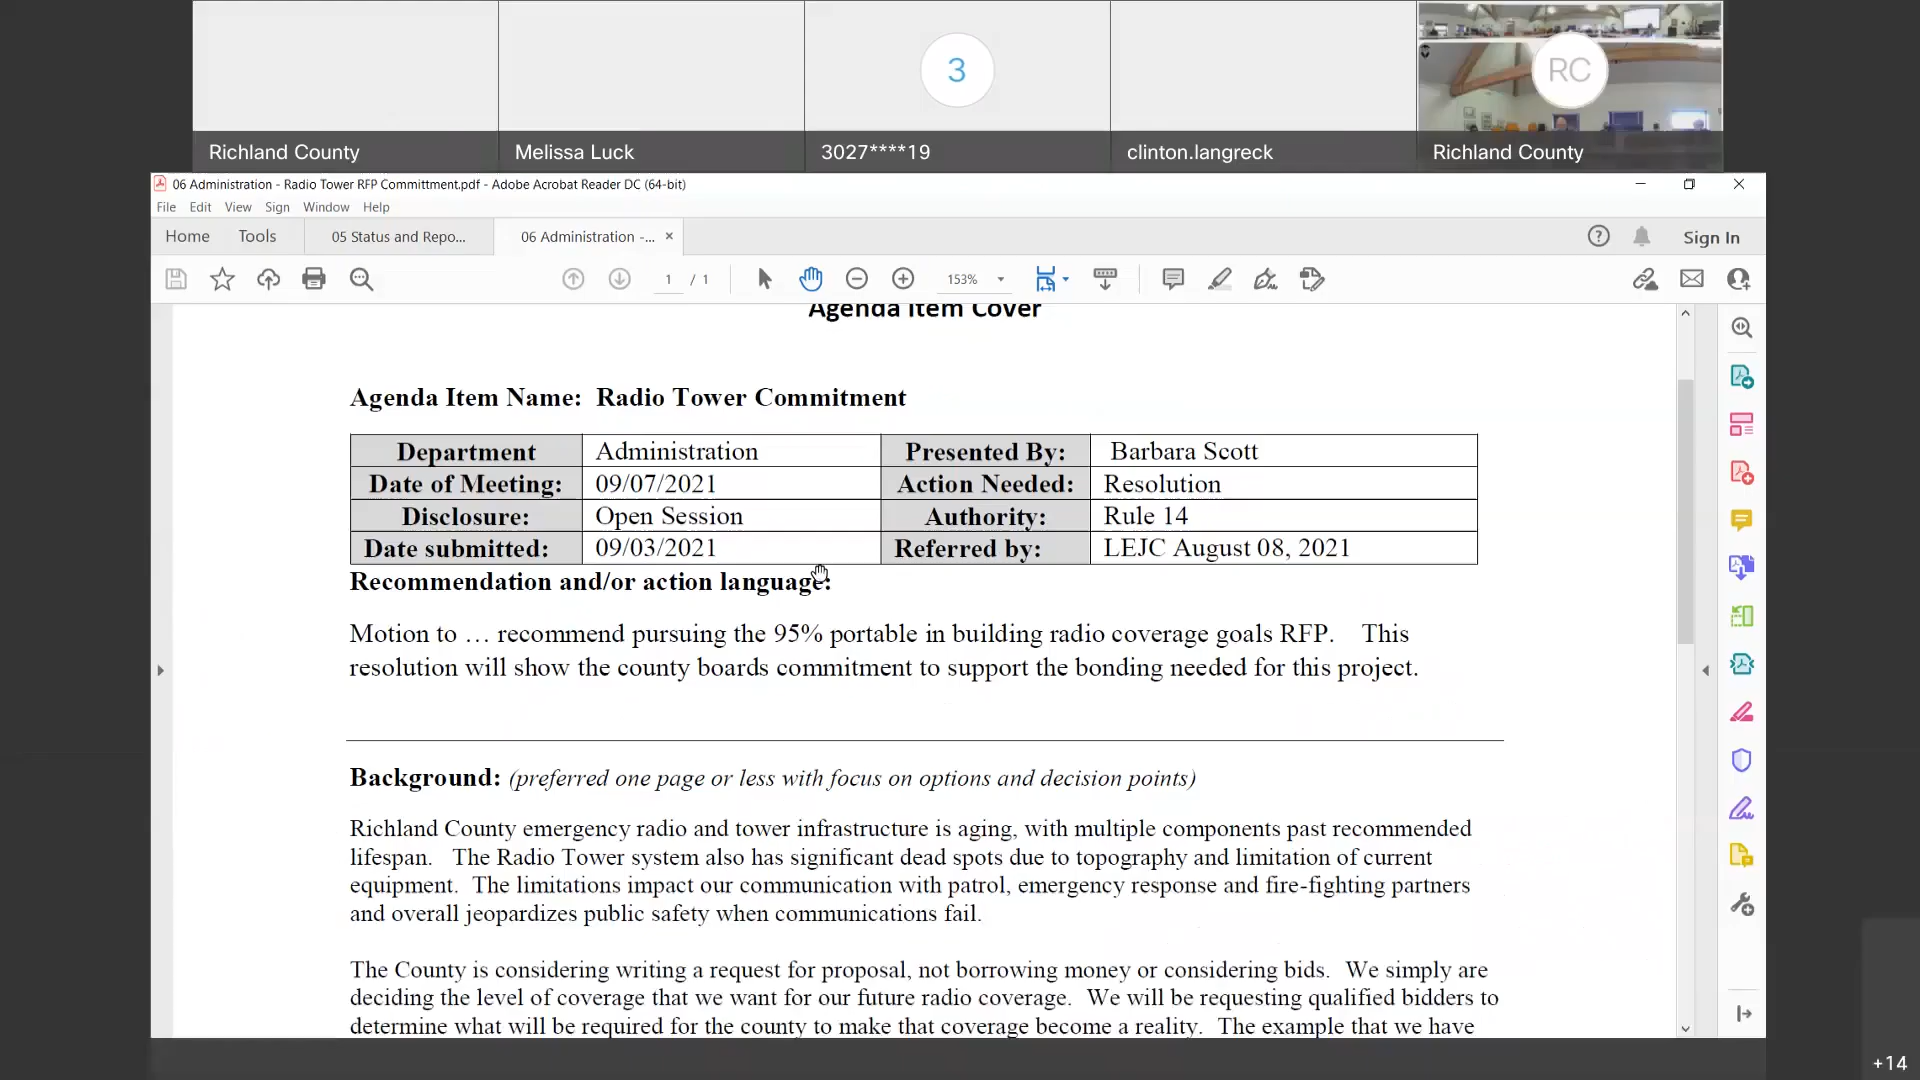 3
RC
Richland County
Melissa Luck
3027****19
clinton.langreck
Richland County
06 Administration - Radio Tower RFP Committment.pdf - Adobe Acrobat Reader DC (64-bit)
File Edit View Sign Window Help
Home Tools 05 Status and Repo... 06 Administration -... Sign In
1 / 1 153%
Agenda Item Cover
Agenda Item Name: Radio Tower Commitment
Department Administration Presented By: Barbara Scott
Date of Meeting: 09/07/2021 Action Needed: Resolution
Disclosure: Open Session Authority: Rule 14
Date submitted: 09/03/2021 Referred by: LEJC August 08, 2021
Recommendation and/or action language:
Motion to … recommend pursuing the 95% portable in building radio coverage goals RFP. This
resolution will show the county boards commitment to support the bonding needed for this project.
Background: (preferred one page or less with focus on options and decision points)
Richland County emergency radio and tower infrastructure is aging, with multiple components past recommended
lifespan. The Radio Tower system also has significant dead spots due to topography and limitation of current
equipment. The limitations impact our communication with patrol, emergency response and fire-fighting partners
and overall jeopardizes public safety when communications fail.
The County is considering writing a request for proposal, not borrowing money or considering bids. We simply are
deciding the level of coverage that we want for our future radio coverage. We will be requesting qualified bidders to
determine what will be required for the county to make that coverage become a reality. The example that we have
+14